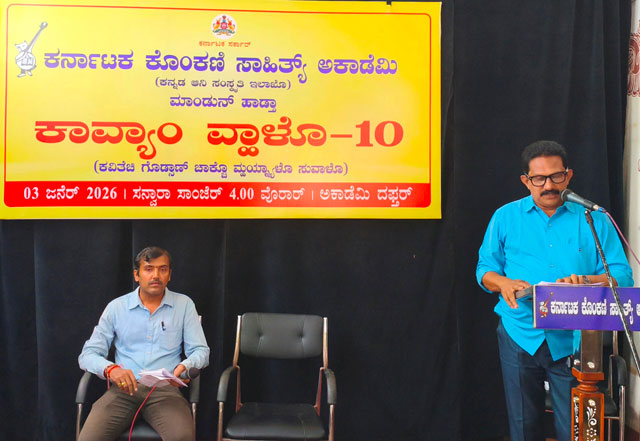 ಕರ್ನಾಟಕ ಸರ್ಕಾರ್
ಕರ್ನಾಟಕ ಕೊಂಕಣಿ ಸಾಹಿತ್ಯ್ ಅಕಾಡೆಮಿ
(ಕನ್ನಡ ಆನಿ ಸಂಸ್ಕೃತಿ ಇಲಾಖೊ)
ಮಾಂಡುನ್ ಹಾಡ್ತಾ
ಕಾವ್ಯಾಂ ವ್ಹಾಳೊ-10
(ಕವಿತೆಚಿ ಗೊಡ್ಸಾಣ್ ಚಾಕ್ಚೊ ಮ್ಹಯ್ನ್ಯಾಳೊ ಸುವಾಳೊ)
03 ಜನೆರ್ 2026 | ಸನ್ವಾರಾ ಸಾಂಜೆರ್ 4.00 ವೊರಾರ್ | ಅಕಾಡೆಮಿ ದಫ್ತರ್
ಕರ್ನಾಟಕ ಕೊಂಕಣಿ ಸಾಹಿತ್ಯ್ ಅ